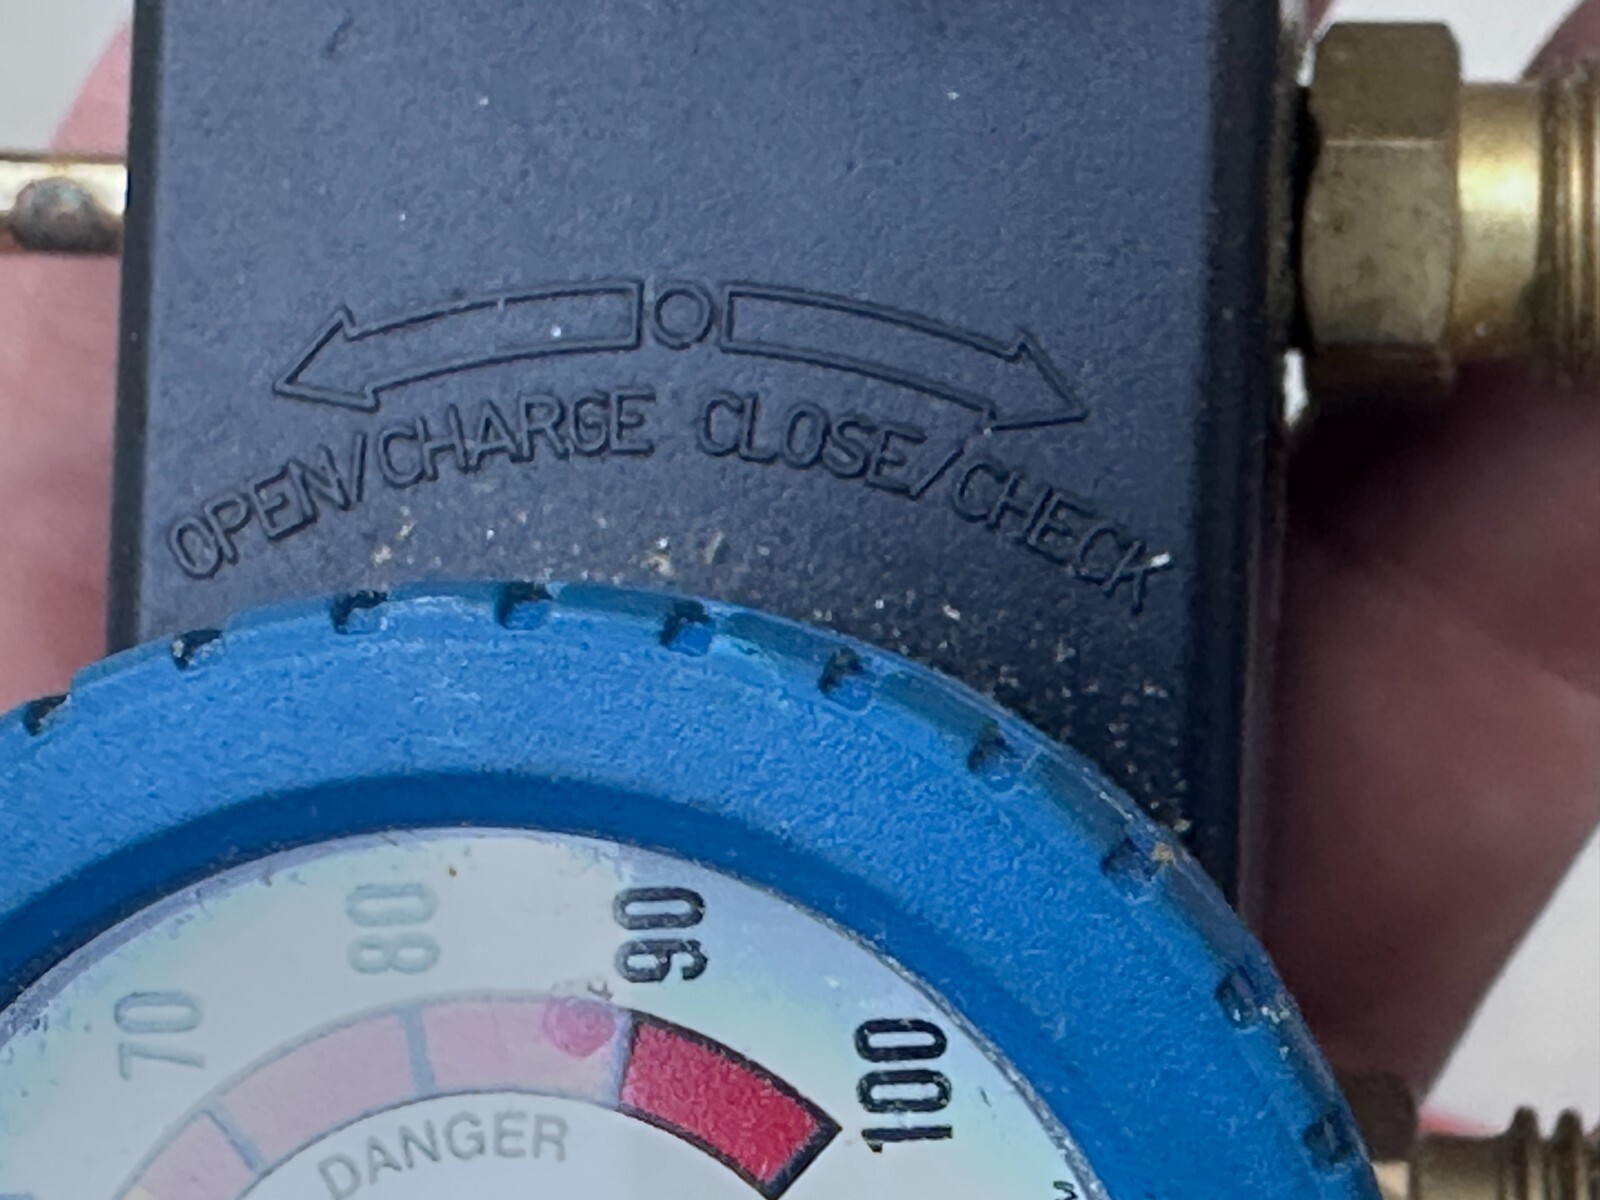 OPEN/CHARGE CLOSE/CHECK
70 80 90 100
DANGER